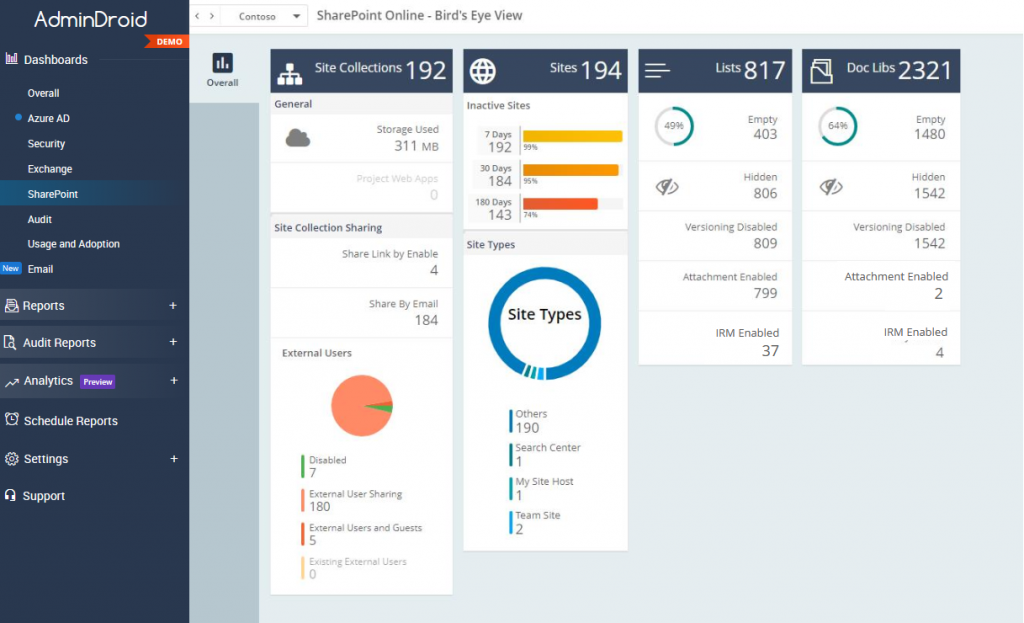 AdminDroid
DEMO
Dashboards
Overall
Azure AD
Security
Exchange
SharePoint
Audit
Usage and Adoption
New Email
Reports +
Audit Reports +
Analytics Preview +
Schedule Reports
Settings +
Support
< > Contoso
SharePoint Online - Bird's Eye View
Overall
Site Collections 192
General
Storage Used
311 MB
Project Web Apps
0
Site Collection Sharing
Share Link by Enable
4
Share By Email
184
External Users
Disabled
7
External User Sharing
180
External Users and Guests
5
Existing External Users
0
Sites 194
Inactive Sites
7 Days
192
99%
30 Days
184
95%
180 Days
143
74%
Site Types
Site Types
Others
190
Search Center
1
My Site Host
1
Team Site
2
Lists 817
49%
Empty
403
Hidden
806
Versioning Disabled
809
Attachment Enabled
799
IRM Enabled
37
Doc Libs 2321
64%
Empty
1480
Hidden
1542
Versioning Disabled
1542
Attachment Enabled
2
IRM Enabled
4